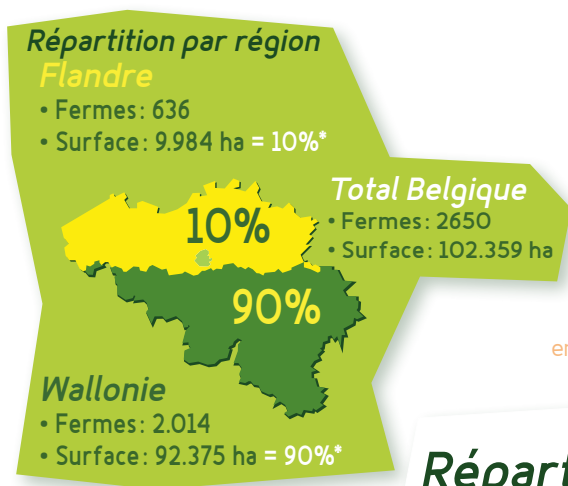 Répartition par région
Flandre
• Fermes: 636
• Surface: 9.984 ha = 10%*
Total Belgique
• Fermes: 2650
• Surface: 102.359 ha
10%
90%
Wallonie
• Fermes: 2.014
• Surface: 92.375 ha = 90%*